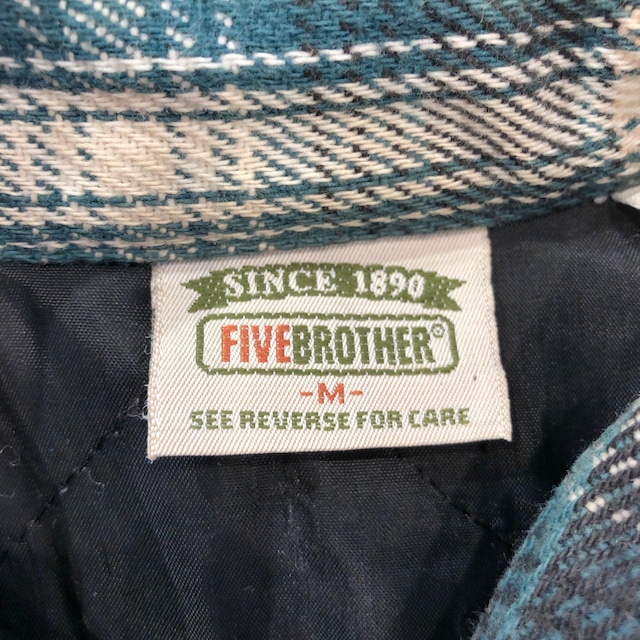 SINCE 1890
FIVEBROTHER®
-M-
SEE REVERSE FOR CARE